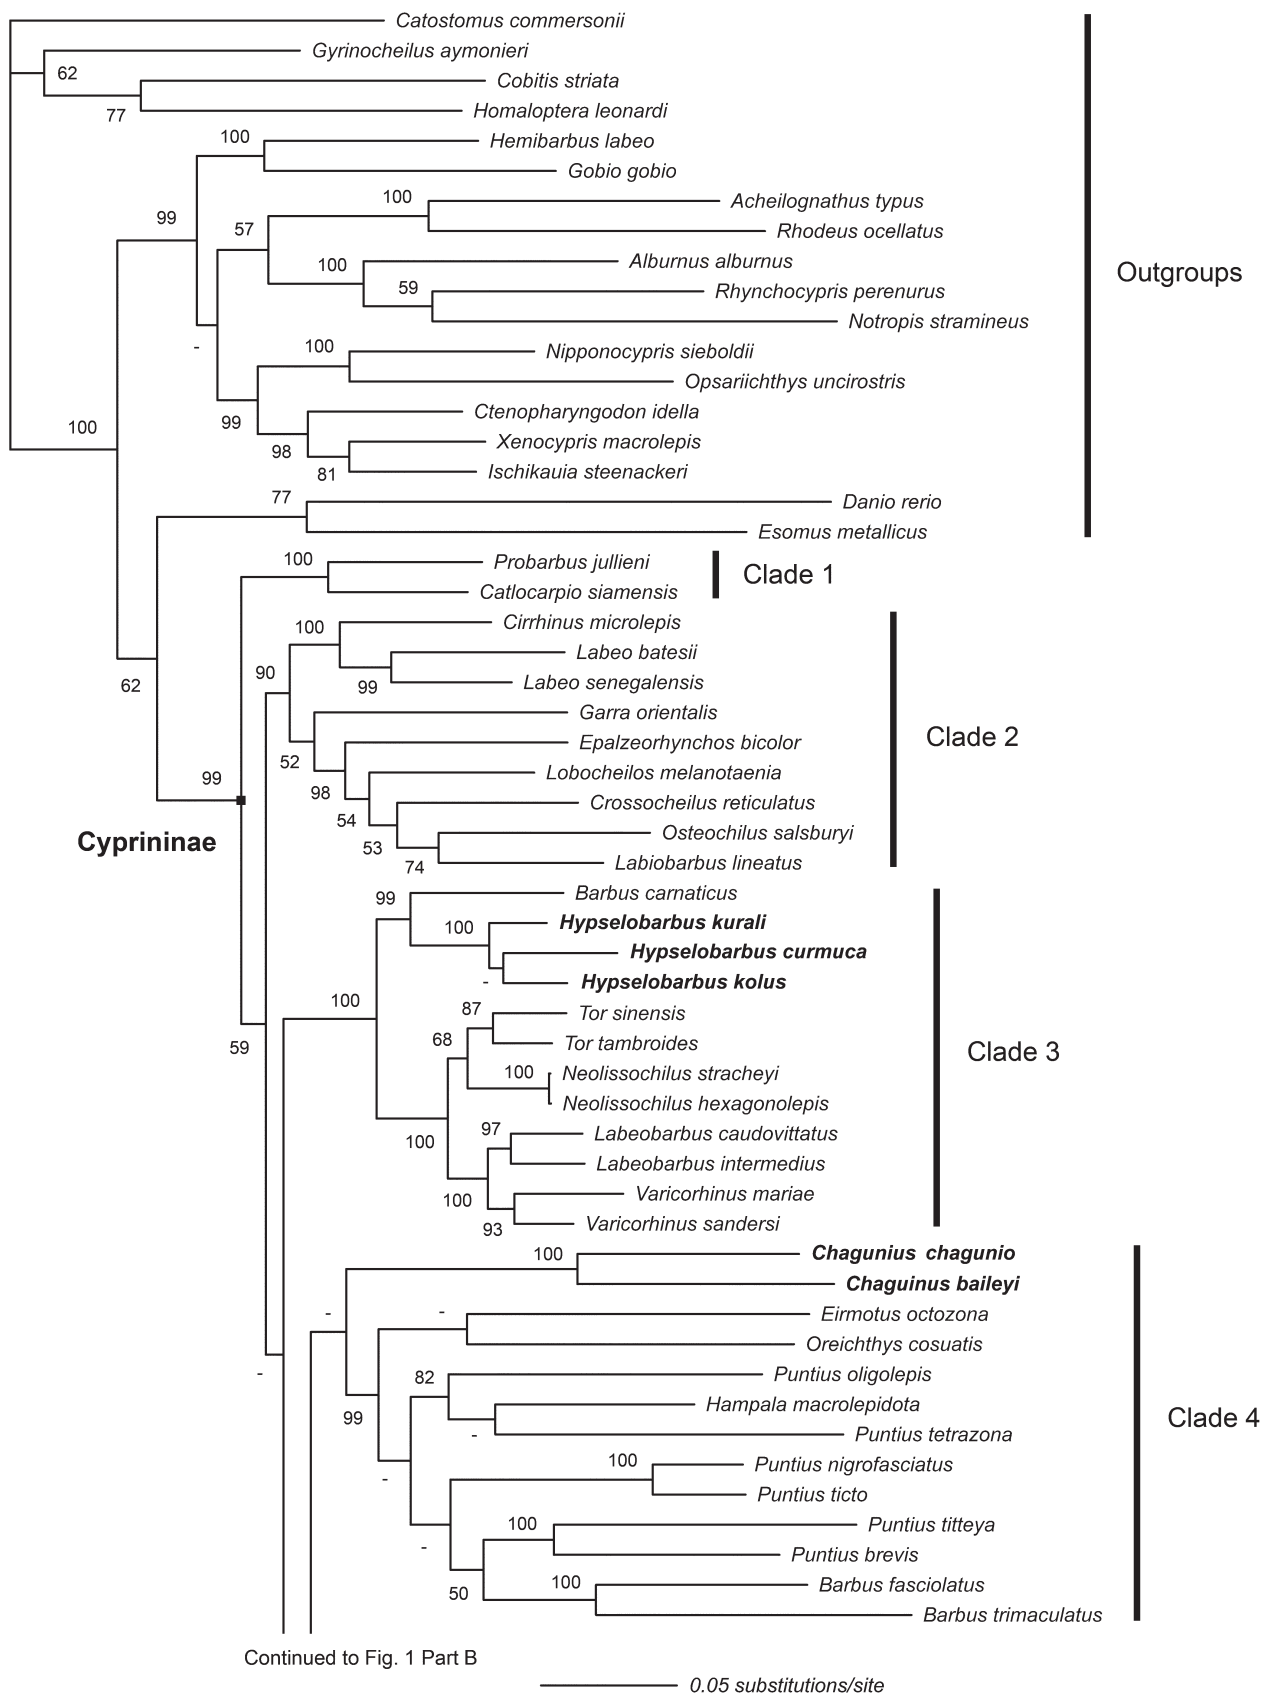 Catostomus commersonii
Gyrinocheilus aymonieri
62
Cobitis striata
77
Homaloptera leonardi
100
Hemibarbus labeo
Gobio gobio
100
Acheilognathus typus
99
57
Rhodeus ocellatus
100
Alburnus alburnus
Outgroups
59
Rhynchocypris perenurus
Notropis stramineus
-
100
Nipponocypris sieboldii
Opsariichthys uncirostris
99
Ctenopharyngodon idella
100
98
Xenocypris macrolepis
81
Ischikauia steenackeri
77
Danio rerio
Esomus metallicus
100
Probarbus jullieni
Clade 1
Catlocarpio siamensis
100
Cirrhinus microlepis
Labeo batesii
90
99
Labeo senegalensis
62
Garra orientalis
Clade 2
52
Epalzeorhynchos bicolor
99
98
Lobocheilos melanotaenia
54
Crossocheilus reticulatus
Cyprininae
53
Osteochilus salsburyi
74
Labiobarbus lineatus
99
Barbus carnaticus
100
Hypselobarbus kurali
Hypselobarbus curmuca
-
Hypselobarbus kolus
100
87
Tor sinensis
59
68
Tor tambroides
Clade 3
100
Neolissochilus stracheyi
Neolissochilus hexagonolepis
100
97
Labeobarbus caudovittatus
Labeobarbus intermedius
100
Varicorhinus mariae
93
Varicorhinus sandersi
100
Chagunius chagunio
Chaguinus baileyi
-
-
Eirmotus octozona
Oreichthys cosuatis
-
82
Puntius oligolepis
99
Hampala macrolepidota
Clade 4
-
Puntius tetrazona
100
Puntius nigrofasciatus
-
Puntius ticto
100
Puntius titteya
-
Puntius brevis
50
100
Barbus fasciolatus
Barbus trimaculatus
Continued to Fig. 1 Part B
0.05 substitutions/site